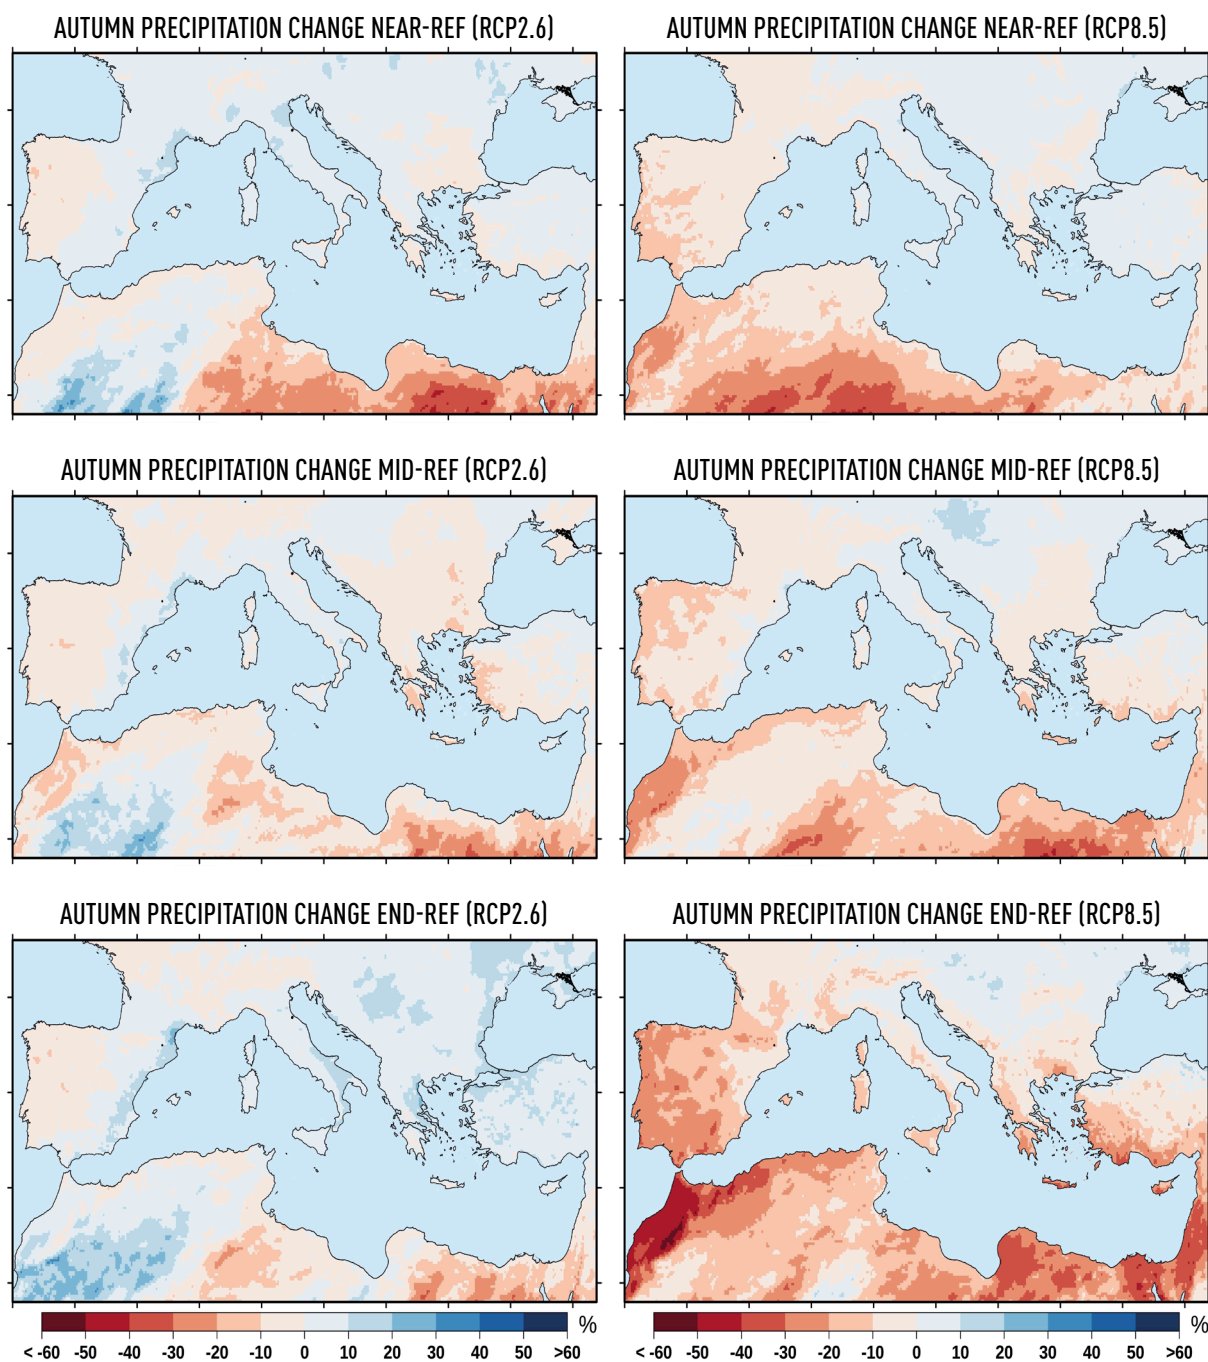 AUTUMN PRECIPITATION CHANGE NEAR-REF (RCP2.6)
AUTUMN PRECIPITATION CHANGE NEAR-REF (RCP8.5)
AUTUMN PRECIPITATION CHANGE MID-REF (RCP2.6)
AUTUMN PRECIPITATION CHANGE MID-REF (RCP8.5)
AUTUMN PRECIPITATION CHANGE END-REF (RCP2.6)
AUTUMN PRECIPITATION CHANGE END-REF (RCP8.5)
%
< -60 -50 -40 -30 -20 -10 0 10 20 30 40 50 >60
%
< -60 -50 -40 -30 -20 -10 0 10 20 30 40 50 >60